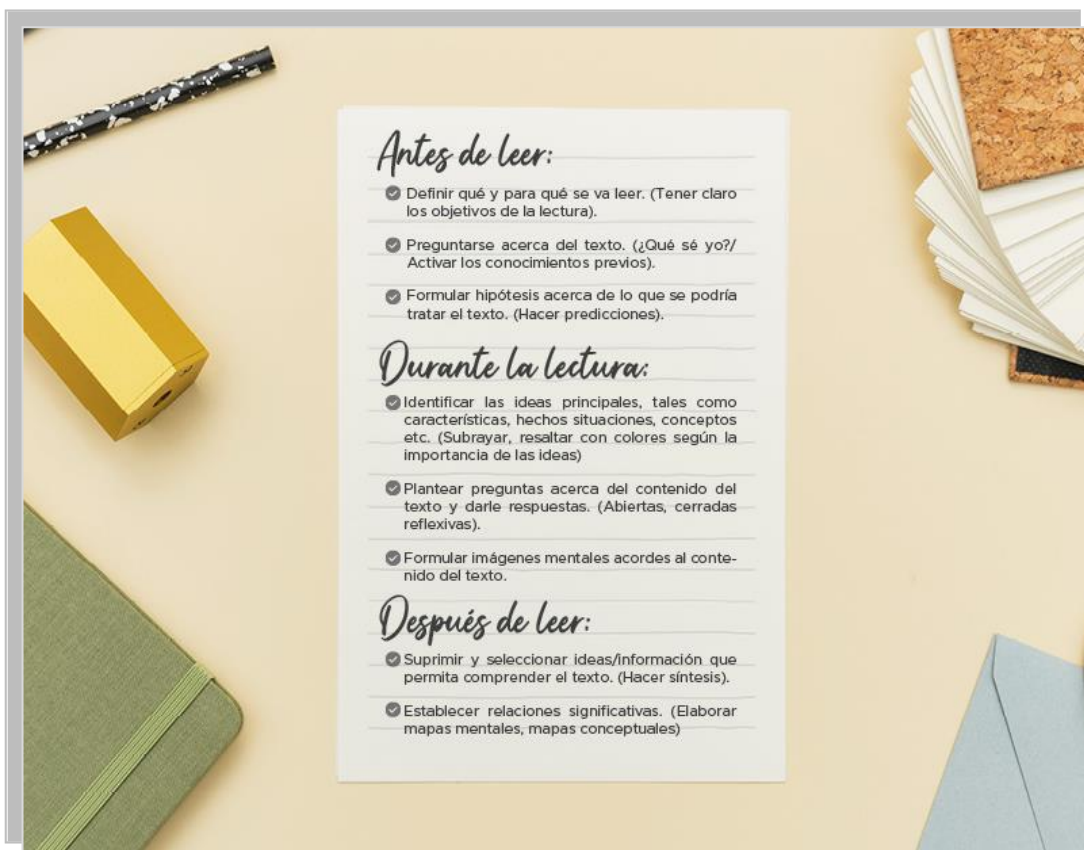 Antes de leer:
Definir qué y para qué se va leer. (Tener claro
los objetivos de la lectura).
Preguntarse acerca del texto. (¿Qué sé yo?/
Activar los conocimientos previos).
Formular hipótesis acerca de lo que se podría
tratar el texto. (Hacer predicciones).
Durante la lectura:
Identificar las ideas principales, tales como
características, hechos situaciones, conceptos
etc. (Subrayar, resaltar con colores según la
importancia de las ideas)
Plantear preguntas acerca del contenido del
texto y darle respuestas. (Abiertas, cerradas
reflexivas).
Formular imágenes mentales acordes al conte-
nido del texto.
Después de leer:
Suprimir y seleccionar ideas/información que
permita comprender el texto. (Hacer síntesis).
Establecer relaciones significativas. (Elaborar
mapas mentales, mapas conceptuales)